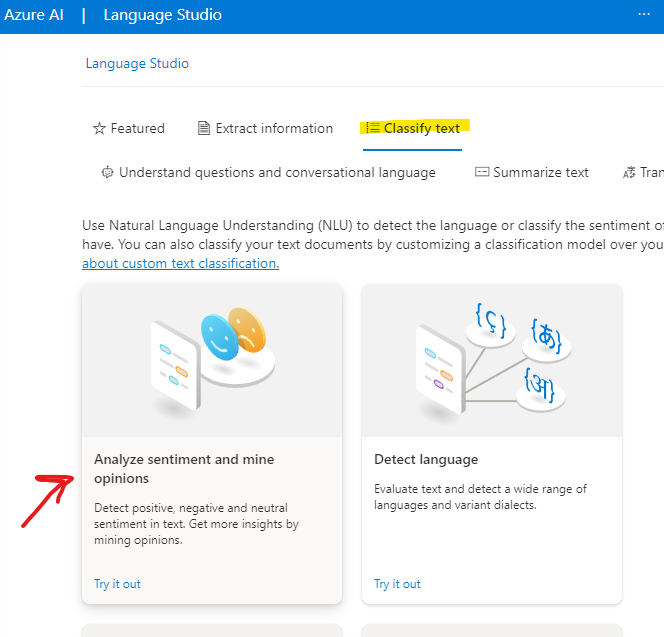 Azure AI | Language Studio ...
Language Studio
Featured Extract information Classify text
Understand questions and conversational language Summarize text Tran
Use Natural Language Understanding (NLU) to detect the language or classify the sentiment of
have. You can also classify your text documents by customizing a classification model over you
about custom text classification.
{ç} {あ} {अ}
Analyze sentiment and mine
opinions
Detect positive, negative and neutral
sentiment in text. Get more insights by
mining opinions.
Try it out
Detect language
Evaluate text and detect a wide range of
languages and variant dialects.
Try it out